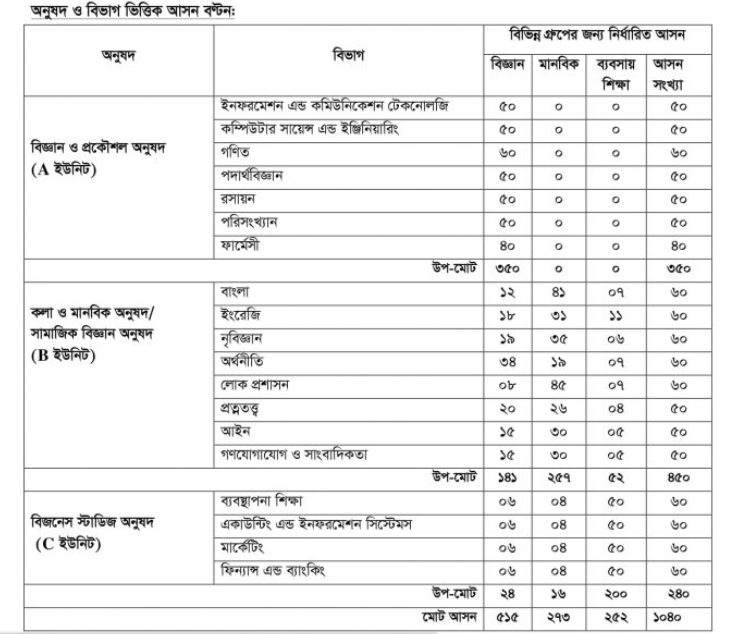 অনুষদ ও বিভাগ ভিত্তিক আসন বণ্টন:
অনুষদ বিভাগ বিভিন্ন গ্রুপের জন্য নির্ধারিত আসন
বিজ্ঞান মানবিক ব্যবসায় শিক্ষা আসন সংখ্যা
বিজ্ঞান ও প্রকৌশল অনুষদ
(A ইউনিট)
ইনফরমেশন এন্ড কমিউনিকেশন টেকনোলজি ৫০ ০ ০ ৫০
কম্পিউটার সায়েন্স এন্ড ইঞ্জিনিয়ারিং ৫০ ০ ০ ৫০
গণিত ৬০ ০ ০ ৬০
পদার্থবিজ্ঞান ৫০ ০ ০ ৫০
রসায়ন ৫০ ০ ০ ৫০
পরিসংখ্যান ৫০ ০ ০ ৫০
ফার্মেসী ৪০ ০ ০ ৪০
উপ-মোট ৩৫০ ০ ০ ৩৫০
কলা ও মানবিক অনুষদ/
সামাজিক বিজ্ঞান অনুষদ
(B ইউনিট)
বাংলা ১২ ৪১ ০৭ ৬০
ইংরেজি ১৮ ৩১ ১১ ৬০
নৃবিজ্ঞান ১৯ ৩৫ ০৬ ৬০
অর্থনীতি ৩৪ ১৯ ০৭ ৬০
লোক প্রশাসন ০৮ ৪৫ ০৭ ৬০
প্রত্নতত্ত্ব ২০ ২৬ ০৪ ৫০
আইন ১৫ ৩০ ০৫ ৫০
গণযোগাযোগ ও সাংবাদিকতা ১৫ ৩০ ০৫ ৫০
উপ-মোট ১৪১ ২৫৭ ৫২ ৪৫০
বিজনেস স্টাডিজ অনুষদ
(C ইউনিট)
ব্যবস্থাপনা শিক্ষা ০৬ ০৪ ৫০ ৬০
একাউন্টিং এন্ড ইনফরমেশন সিস্টেমস ০৬ ০৪ ৫০ ৬০
মার্কেটিং ০৬ ০৪ ৫০ ৬০
ফিন্যান্স এন্ড ব্যাংকিং ০৬ ০৪ ৫০ ৬০
উপ-মোট ২৪ ১৬ ২০০ ২৪০
মোট আসন ৫১৫ ২৭৩ ২৫২ ১০৪০